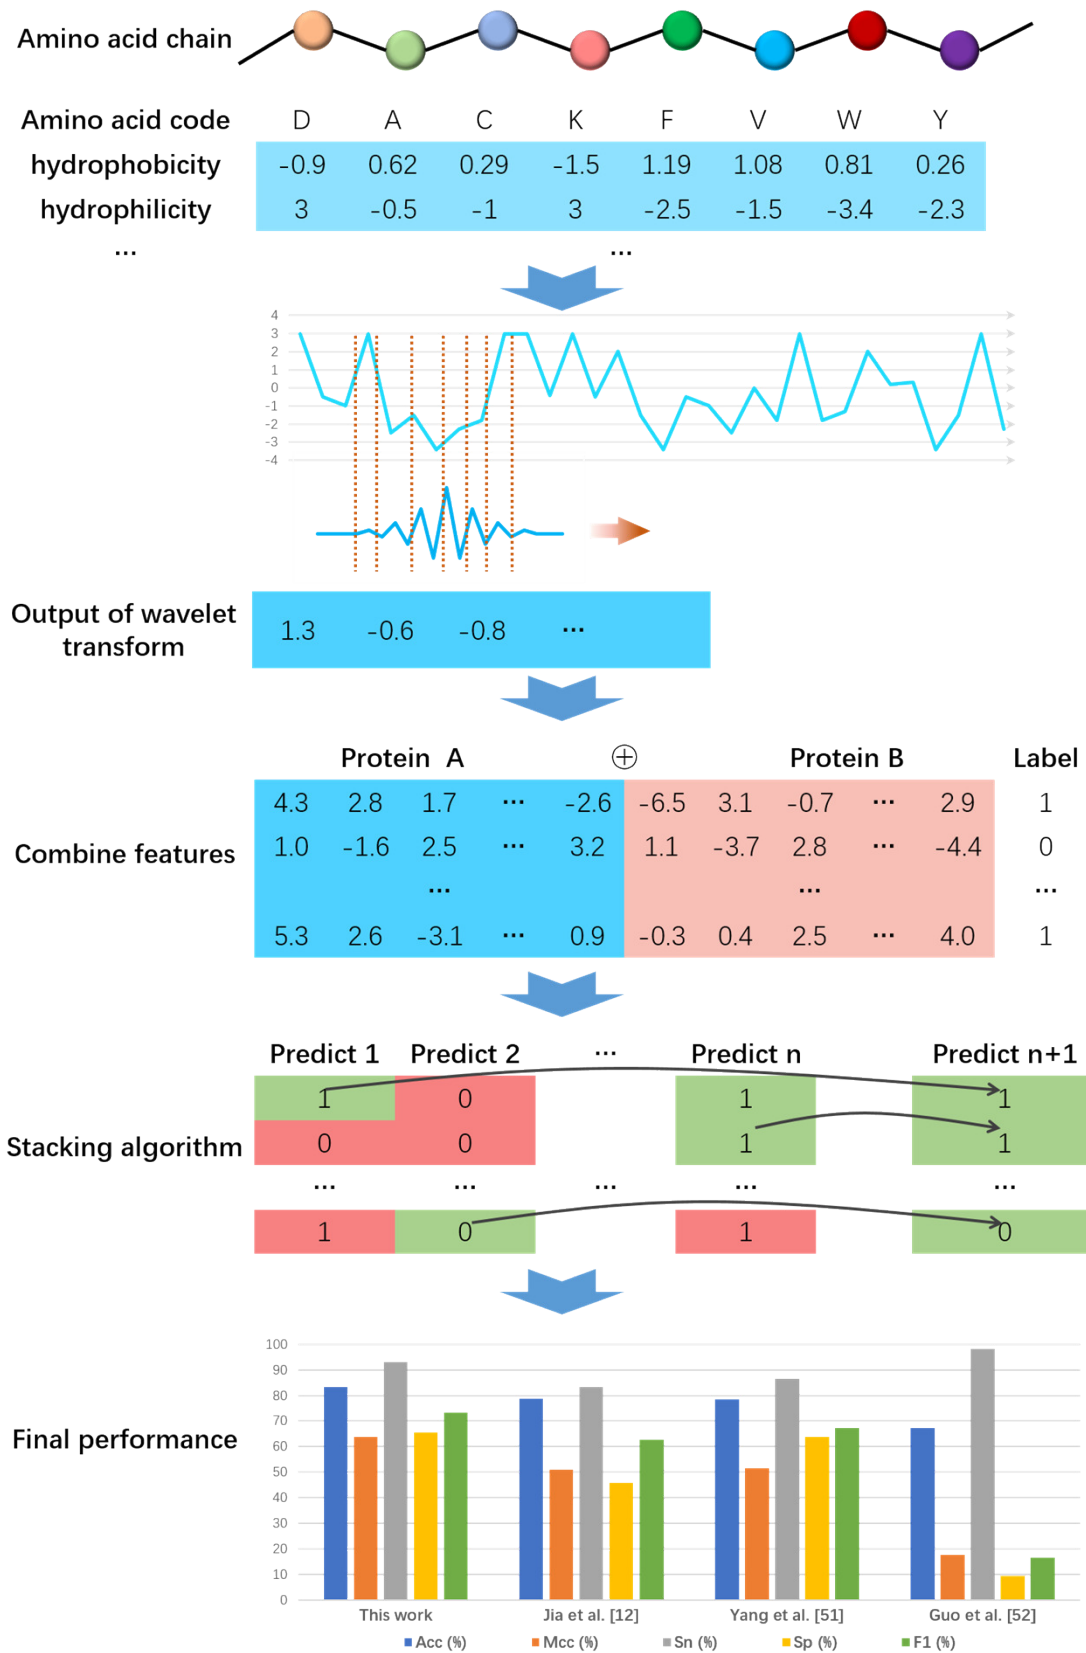 Amino acid chain
Amino acid code D A C K F V W Y
hydrophobicity -0.9 0.62 0.29 -1.5 1.19 1.08 0.81 0.26
hydrophilicity 3 -0.5 -1 3 -2.5 -1.5 -3.4 -2.3
... ...
4
3
2
1
0
-1
-2
-3
-4
Output of wavelet
transform
1.3 -0.6 -0.8 ...
Protein A ⊕ Protein B Label
4.3 2.8 1.7 ... -2.6 -6.5 3.1 -0.7 ... 2.9 1
Combine features
1.0 -1.6 2.5 ... 3.2 1.1 -3.7 2.8 ... -4.4 0
... ... ...
5.3 2.6 -3.1 ... 0.9 -0.3 0.4 2.5 ... 4.0 1
Predict 1 Predict 2 ... Predict n Predict n+1
1 0 1 1
Stacking algorithm
0 0 1 1
... ... ... ... ...
1 0 1 0
Final performance
100
90
80
70
60
50
40
30
20
10
0
This work Jia et al. [12] Yang et al. [51] Guo et al. [52]
Acc (%) Mcc (%) Sn (%) Sp (%) F1 (%)